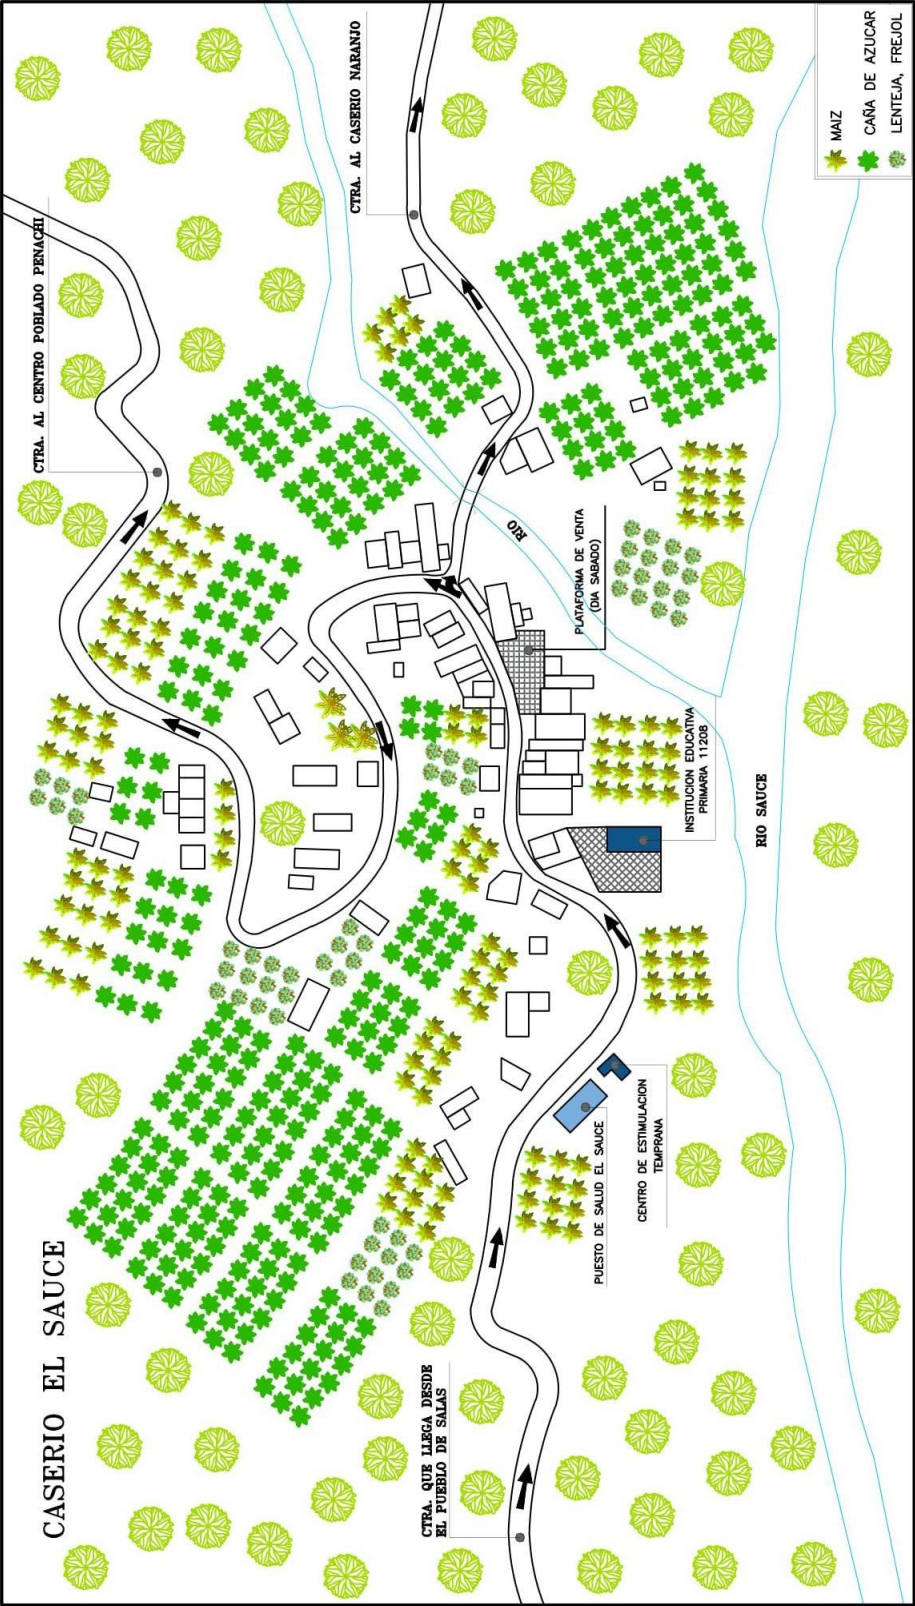 CASERIO EL SAUCE
CTRA. AL CENTRO POBLADO PENACHI
CTRA. AL CASERIO NARANJO
CTRA. QUE LLEGA DESDE
EL PUEBLO DE SALAS
RIO
PLATAFORMA DE VENTA
(DIA SABADO)
INSTITUCION EDUCATIVA
PRIMARIA 11208
PUESTO DE SALUD EL SAUCE
CENTRO DE ESTIMULACION
TEMPRANA
RIO SAUCE
MAIZ
CAÑA DE AZUCAR
LENTEJA, FREJOL